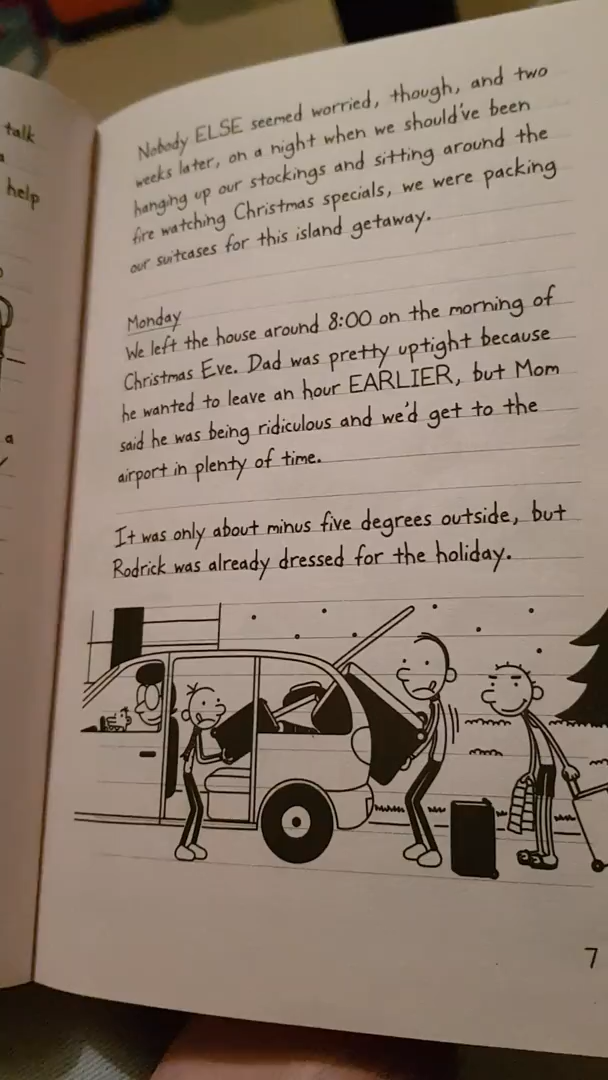 talk
help
a
Nobody ELSE seemed worried, though, and two
weeks later, on a night when we should've been
hanging up our stockings and sitting around the
fire watching Christmas specials, we were packing
our suitcases for this island getaway.
Monday
We left the house around 8:00 on the morning of
Christmas Eve. Dad was pretty uptight because
he wanted to leave an hour EARLIER, but Mom
said he was being ridiculous and we'd get to the
airport in plenty of time.
It was only about minus five degrees outside, but
Rodrick was already dressed for the holiday.
7